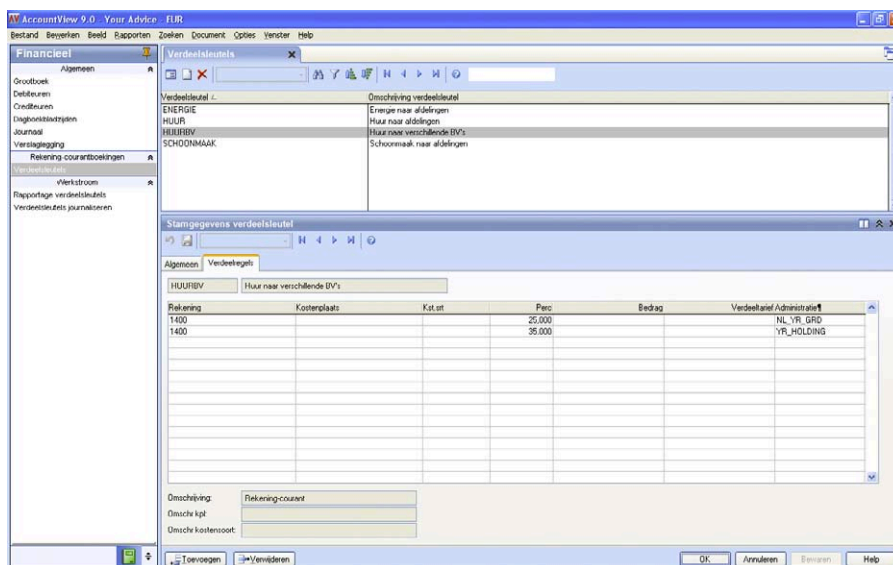 AccountView 9.0 - Your Advice - EUR
Bestand Bewerken Beeld Rapporten Zoeken Document Opties Venster Help
Financieel
Algemeen
Grootboek
Debiteuren
Crediteuren
Dagboekbladzijden
Journaal
Verslaglegging
Rekening-courantboekingen
Verdeelsleutels
Werkstroom
Rapportage verdeelsleutels
Verdeelsleutels journaliseren
Verdeelsleutels
Verdeelsleutel Omschrijving verdeelsleutel
ENERGIE Energie naar afdelingen
HUUR Huur naar afdelingen
HUURBV Huur naar verschillende BV's
SCHOONMAAK Schoonmaak naar afdelingen
Stamgegevens verdeelsleutel
Algemeen Verdeelregels
HUURBV Huur naar verschillende BV's
Rekening Kostenplaats Kst.srt Perc Bedrag Verdeeltarief Administratie¶
1400 25.000 NL_YR_GRD
1400 35.000 YR_HOLDING
Omschrijving: Rekening-courant
Omschr kpl:
Omschr kostensoort:
Toevoegen Verwijderen OK Annuleren Bewaren Help